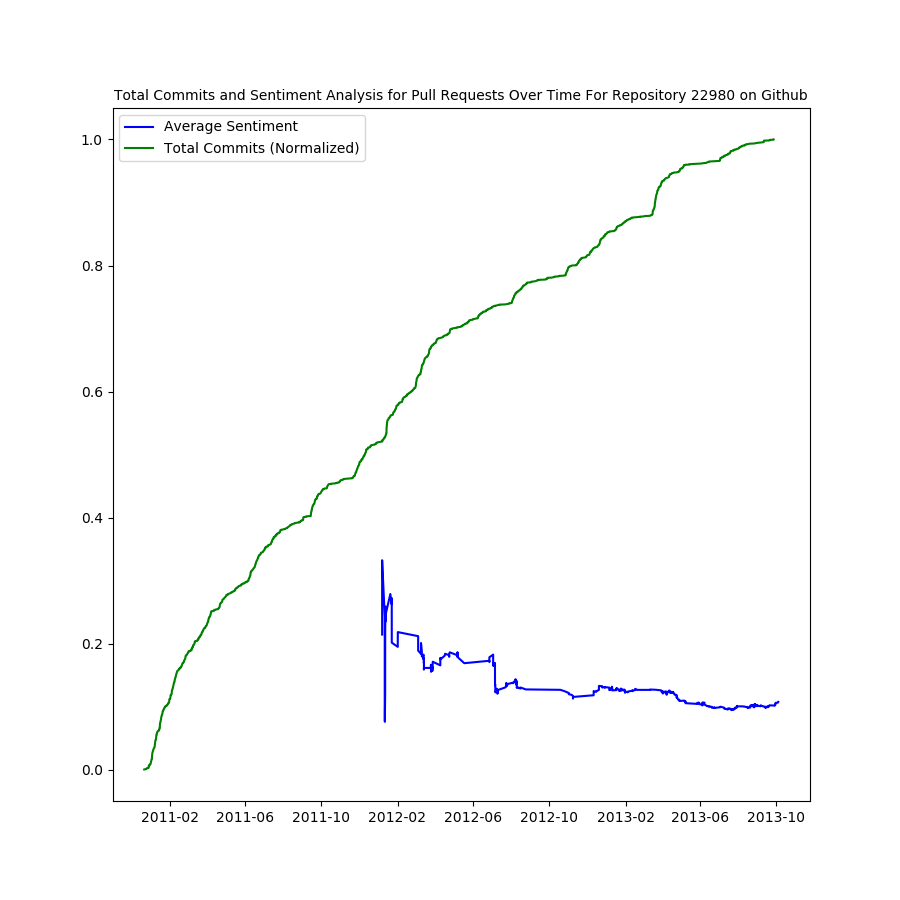 Total Commits and Sentiment Analysis for Pull Requests Over Time For Repository 22980 on Github
Average Sentiment
Total Commits (Normalized)
1.0
0.8
0.6
0.4
0.2
0.0
2011-02 2011-06 2011-10 2012-02 2012-06 2012-10 2013-02 2013-06 2013-10